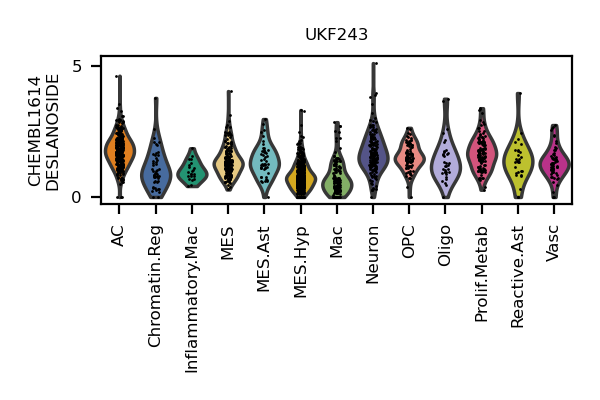 UKF243
CHEMBL1614
DESLANOSIDE
5
0
AC
Chromatin.Reg
Inflammatory.Mac
MES
MES.Ast
MES.Hyp
Mac
Neuron
OPC
Oligo
Prolif.Metab
Reactive.Ast
Vasc